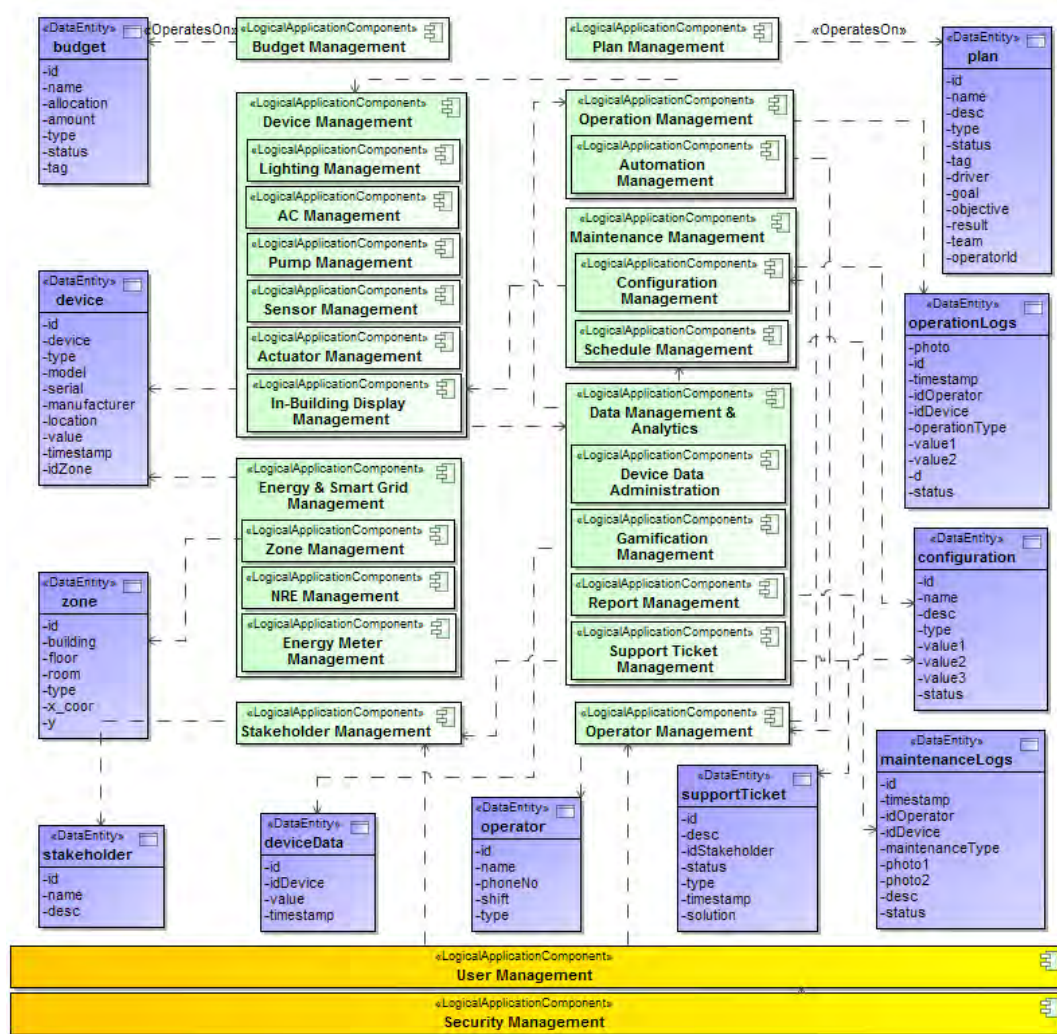 «DataEntity»
budget
-id
-name
-allocation
-amount
-type
-status
-tag
«OperatesOn»
«LogicalApplicationComponent»
Budget Management
«LogicalApplicationComponent»
Plan Management
«OperatesOn»
«DataEntity»
plan
-id
-name
-desc
-type
-status
-tag
-driver
-goal
-objective
-result
-team
-operatorId
«LogicalApplicationComponent»
Device Management
«LogicalApplicationComponent»
Lighting Management
«LogicalApplicationComponent»
AC Management
«LogicalApplicationComponent»
Pump Management
«LogicalApplicationComponent»
Sensor Management
«LogicalApplicationComponent»
Actuator Management
«LogicalApplicationComponent»
In-Building Display
Management
«LogicalApplicationComponent»
Operation Management
«LogicalApplicationComponent»
Automation
Management
«LogicalApplicationComponent»
Maintenance Management
«LogicalApplicationComponent»
Configuration
Management
«LogicalApplicationComponent»
Schedule Management
«DataEntity»
device
-id
-device
-type
-model
-serial
-manufacturer
-location
-value
-timestamp
-idZone
«DataEntity»
operationLogs
-photo
-id
-timestamp
-idOperator
-idDevice
-operationType
-value1
-value2
-d
-status
«LogicalApplicationComponent»
Data Management &
Analytics
«LogicalApplicationComponent»
Device Data
Administration
«LogicalApplicationComponent»
Gamification
Management
«LogicalApplicationComponent»
Report Management
«LogicalApplicationComponent»
Support Ticket
Management
«LogicalApplicationComponent»
Energy & Smart Grid
Management
«LogicalApplicationComponent»
Zone Management
«LogicalApplicationComponent»
NRE Management
«LogicalApplicationComponent»
Energy Meter
Management
«DataEntity»
zone
-id
-building
-floor
-room
-type
-x_coor
-y
«DataEntity»
configuration
-id
-name
-desc
-type
-value1
-value2
-value3
-status
«LogicalApplicationComponent»
Stakeholder Management
«LogicalApplicationComponent»
Operator Management
«DataEntity»
stakeholder
-id
-name
-desc
«DataEntity»
deviceData
-id
-idDevice
-value
-timestamp
«DataEntity»
operator
-id
-name
-phoneNo
-shift
-type
«DataEntity»
supportTicket
-id
-desc
-idStakeholder
-status
-type
-timestamp
-solution
«DataEntity»
maintenanceLogs
-id
-timestamp
-idOperator
-idDevice
-maintenanceType
-photo1
-photo2
-desc
-status
«LogicalApplicationComponent»
User Management
«LogicalApplicationComponent»
Security Management